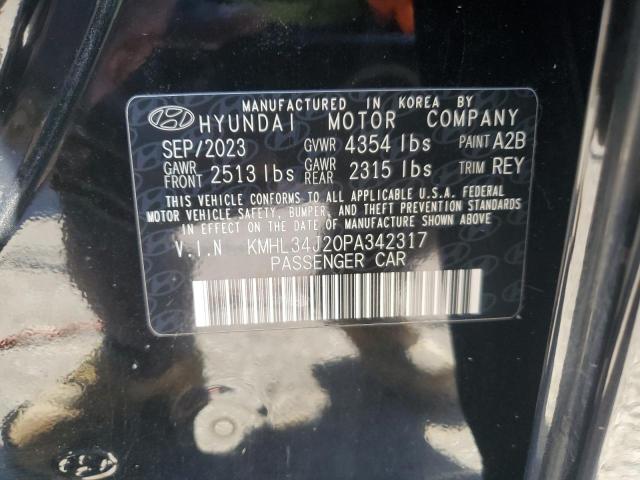 MANUFACTURED IN KOREA BY
HYUNDAI MOTOR COMPANY
SEP/2023 GVWR 4354 lbs PAINT A2B
GAWR FRONT 2513 lbs GAWR REAR 2315 lbs TRIM REY
THIS VEHICLE CONFORMS TO ALL APPLICABLE U.S.A. FEDERAL
MOTOR VEHICLE SAFETY, BUMPER, AND THEFT PREVENTION STANDARDS
IN EFFECT ON THE DATE OF MANUFACTURE SHOWN ABOVE.
V.I.N KMHL34J20PA342317
PASSENGER CAR